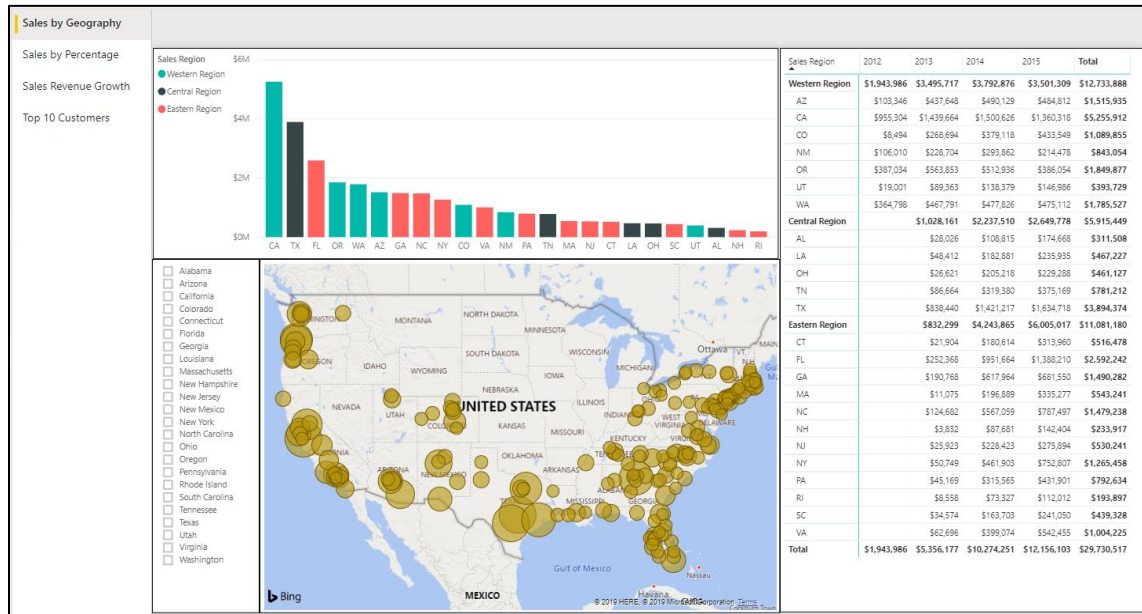 Sales by Geography
Sales by Percentage
Sales Revenue Growth
Top 10 Customers
Sales Region
Western Region
Central Region
Eastern Region
$6M
$4M
$2M
$0M
CA TX FL OR WA AZ GA NC NY CO VA NM PA TN MA NJ CT LA OH SC UT AL NH RI
Alabama
Arizona
California
Colorado
Connecticut
Florida
Georgia
Louisiana
Massachusetts
New Hampshire
New Jersey
New Mexico
New York
North Carolina
Ohio
Oregon
Pennsylvania
Rhode Island
South Carolina
Tennessee
Texas
Utah
Virginia
Washington
NORTH DAKOTA
MONTANA
MINNESOTA
Ottawa
SOUTH DAKOTA
WISCONSIN
IDAHO
WYOMING
MICHIGAN
IOWA
NEBRASKA
NEVADA
UTAH
UNITED STATES
ILLINOIS
KANSAS
MISSOURI
WEST
VIRGINIA
DELAWARE
KENTUCKY
OKLAHOMA
ARKANSAS
MISSISSIPPI
GEORGIA
Gulf of Mexico
MEXICO
Nassau
Havana
Bing
© 2019 HERE, © 2019 Microsoft Corporation Terms
Sales Region 2012 2013 2014 2015 Total
Western Region $1,943,986 $3,495,717 $3,792,876 $3,501,309 $12,733,888
AZ $103,346 $437,648 $490,129 $484,812 $1,515,935
CA $955,304 $1,439,664 $1,500,626 $1,360,318 $5,255,912
CO $8,494 $268,694 $379,118 $433,549 $1,089,855
NM $106,010 $228,704 $293,862 $214,478 $843,054
OR $387,034 $563,853 $512,936 $386,054 $1,849,877
UT $19,001 $89,363 $138,379 $146,986 $393,729
WA $364,798 $467,791 $477,826 $475,112 $1,785,527
Central Region $1,028,161 $2,237,510 $2,649,778 $5,915,449
AL $28,026 $108,815 $174,668 $311,508
LA $48,412 $182,881 $235,935 $467,227
OH $26,621 $205,218 $229,288 $461,127
TN $86,664 $319,380 $375,169 $781,212
TX $838,440 $1,421,217 $1,634,718 $3,894,374
Eastern Region $832,299 $4,243,865 $6,005,017 $11,081,180
CT $21,904 $180,614 $313,960 $516,478
FL $252,368 $951,664 $1,388,210 $2,592,242
GA $190,768 $617,964 $681,550 $1,490,282
MA $11,075 $196,889 $335,277 $543,241
NC $124,682 $567,059 $787,497 $1,479,238
NH $3,832 $87,681 $142,404 $233,917
NJ $25,923 $228,423 $275,894 $530,241
NY $50,749 $461,903 $752,807 $1,265,458
PA $45,169 $315,565 $431,901 $792,634
RI $8,558 $73,327 $112,012 $193,897
SC $34,574 $163,703 $241,050 $439,328
VA $62,696 $399,074 $542,455 $1,004,225
Total $1,943,986 $5,356,177 $10,274,251 $12,156,103 $29,730,517